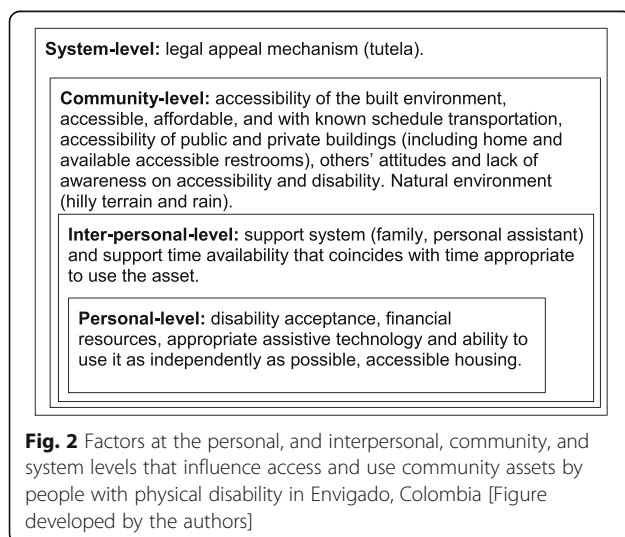 System-level: legal appeal mechanism (tutela).
Community-level: accessibility of the built environment,
accessible, affordable, and with known schedule transportation,
accessibility of public and private buildings (including home and
available accessible restrooms), others' attitudes and lack of
awareness on accessibility and disability. Natural environment
(hilly terrain and rain).
Inter-personal-level: support system (family, personal assistant)
and support time availability that coincides with time appropriate
to use the asset.
Personal-level: disability acceptance, financial
resources, appropriate assistive technology and ability to
use it as independently as possible, accessible housing.
Fig. 2 Factors at the personal, and interpersonal, community, and
system levels that influence access and use community assets by
people with physical disability in Envigado, Colombia [Figure
developed by the authors]